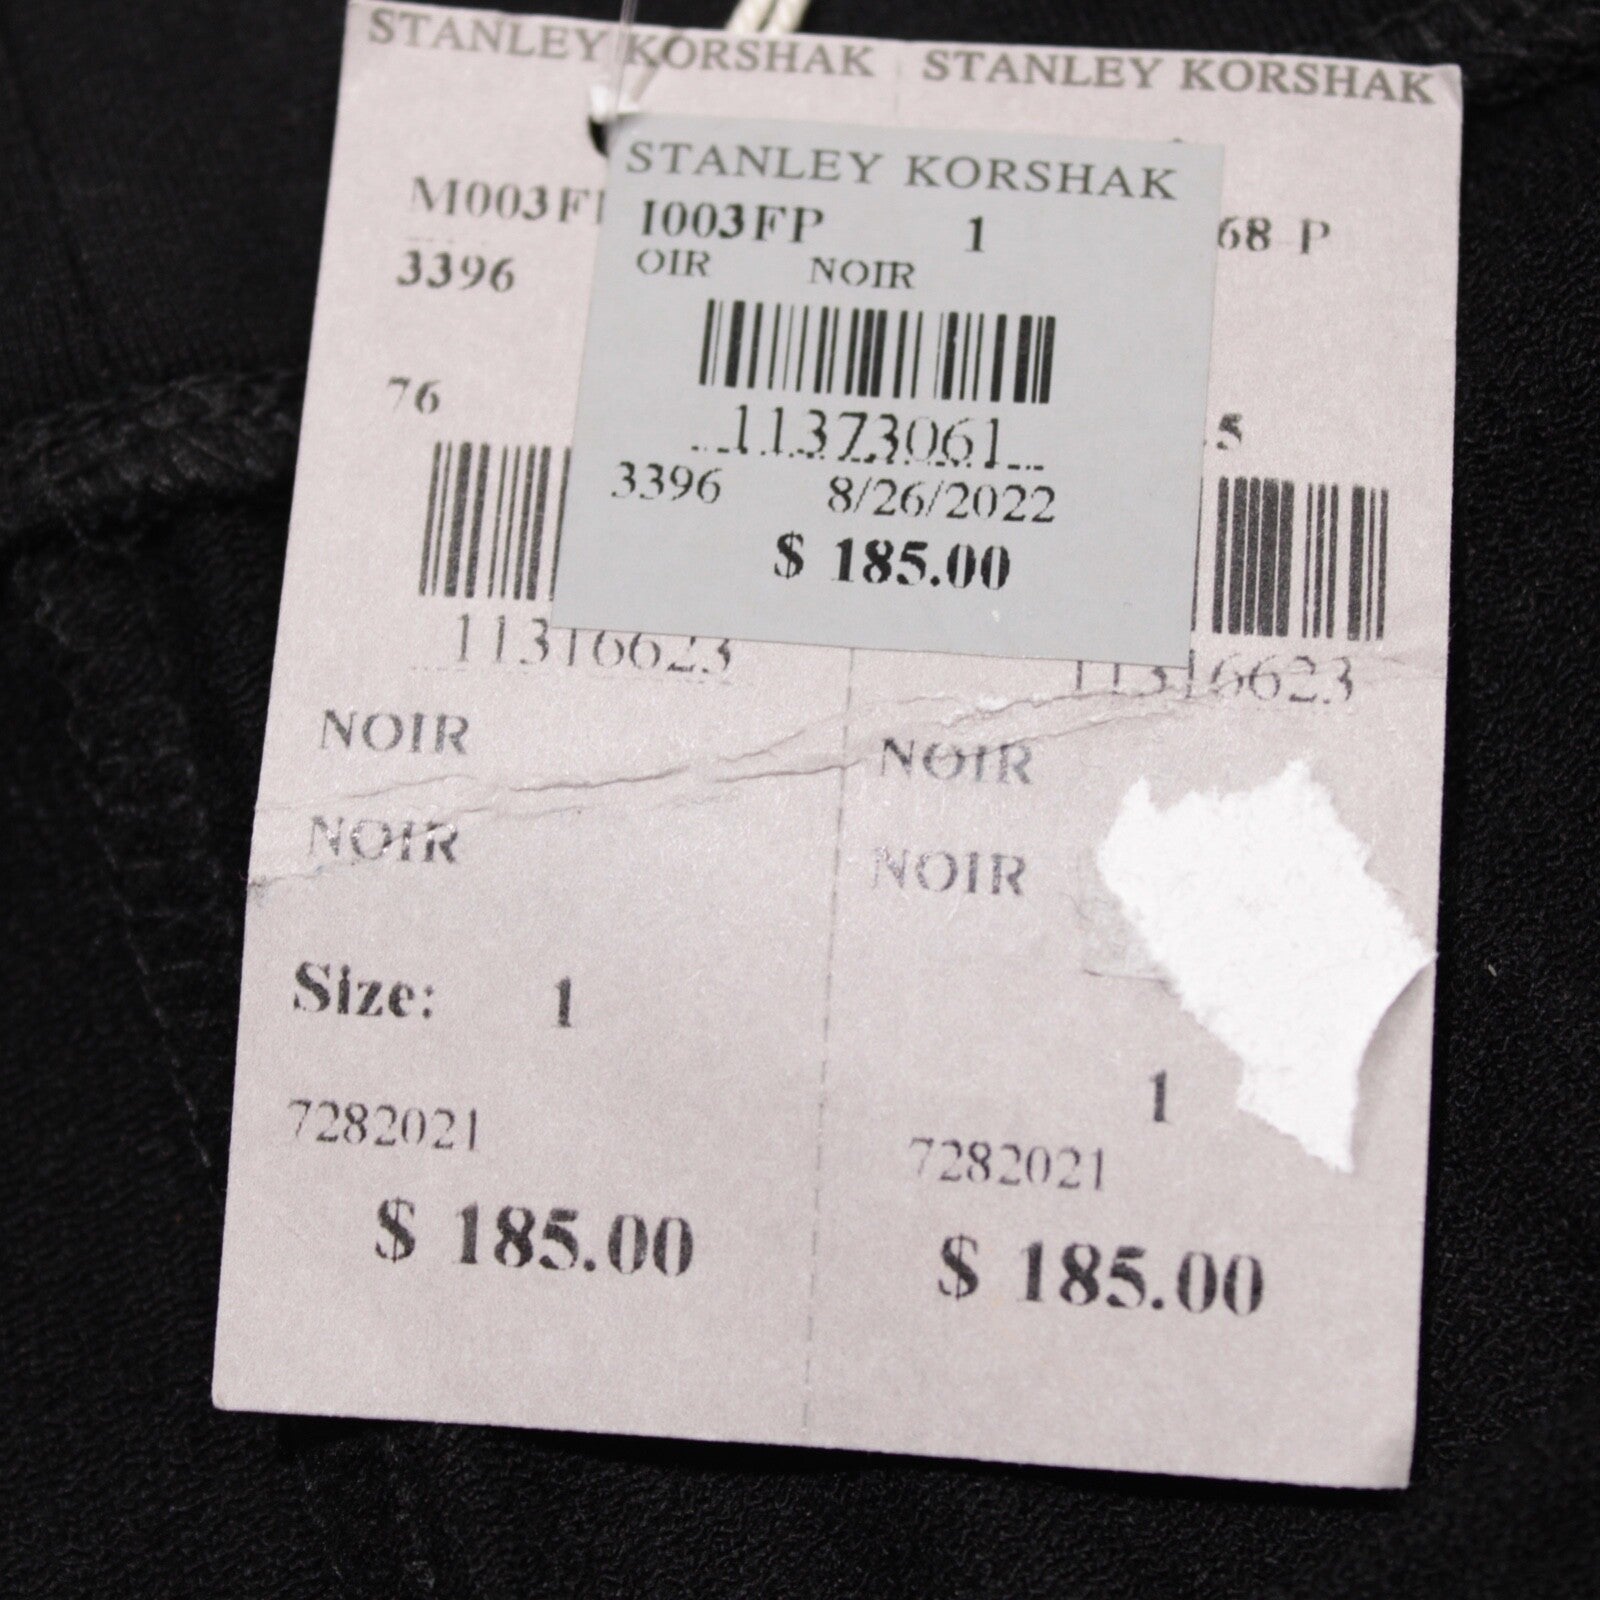 STANLEY KORSHAK STANLEY KORSHAK
STANLEY KORSHAK
I003FP 1
OIR NOIR
11373061
3396 8/26/2022
$ 185.00
M003F
3396
76
11316623
NOIR
NOIR
Size: 1
7282021
$ 185.00
68 P
5
11316623
NOIR
NOIR
1
7282021
$ 185.00